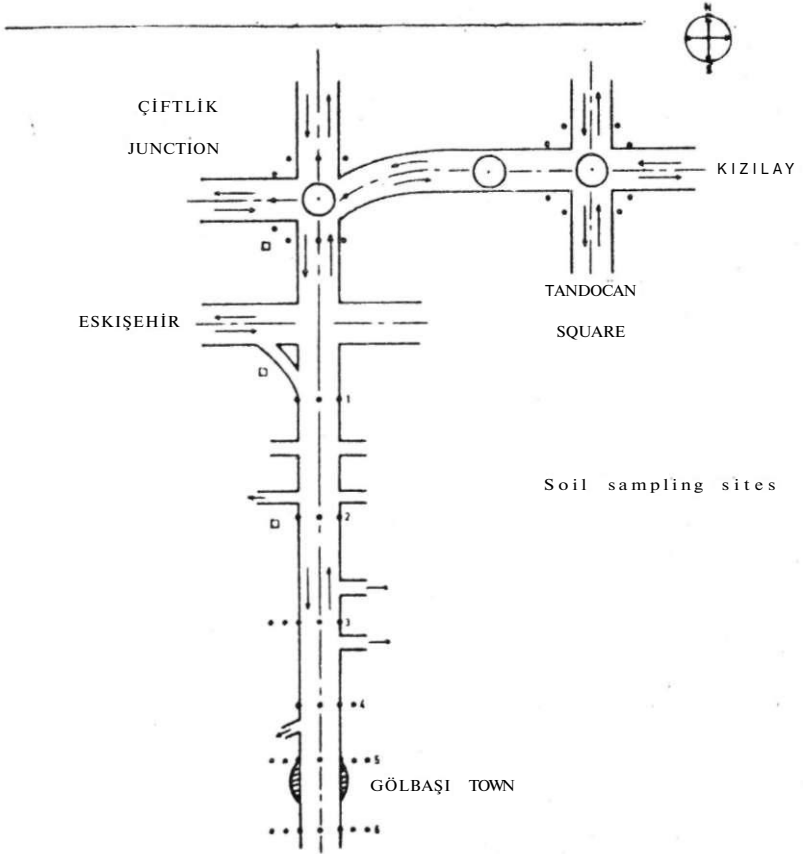 N
S
ÇİFTLİK
JUNCTION
KIZILAY
TANDOCAN
SQUARE
ESKIŞEHİR
1
Soil sampling sites
2
3
4
5
GÖLBAŞI TOWN
6